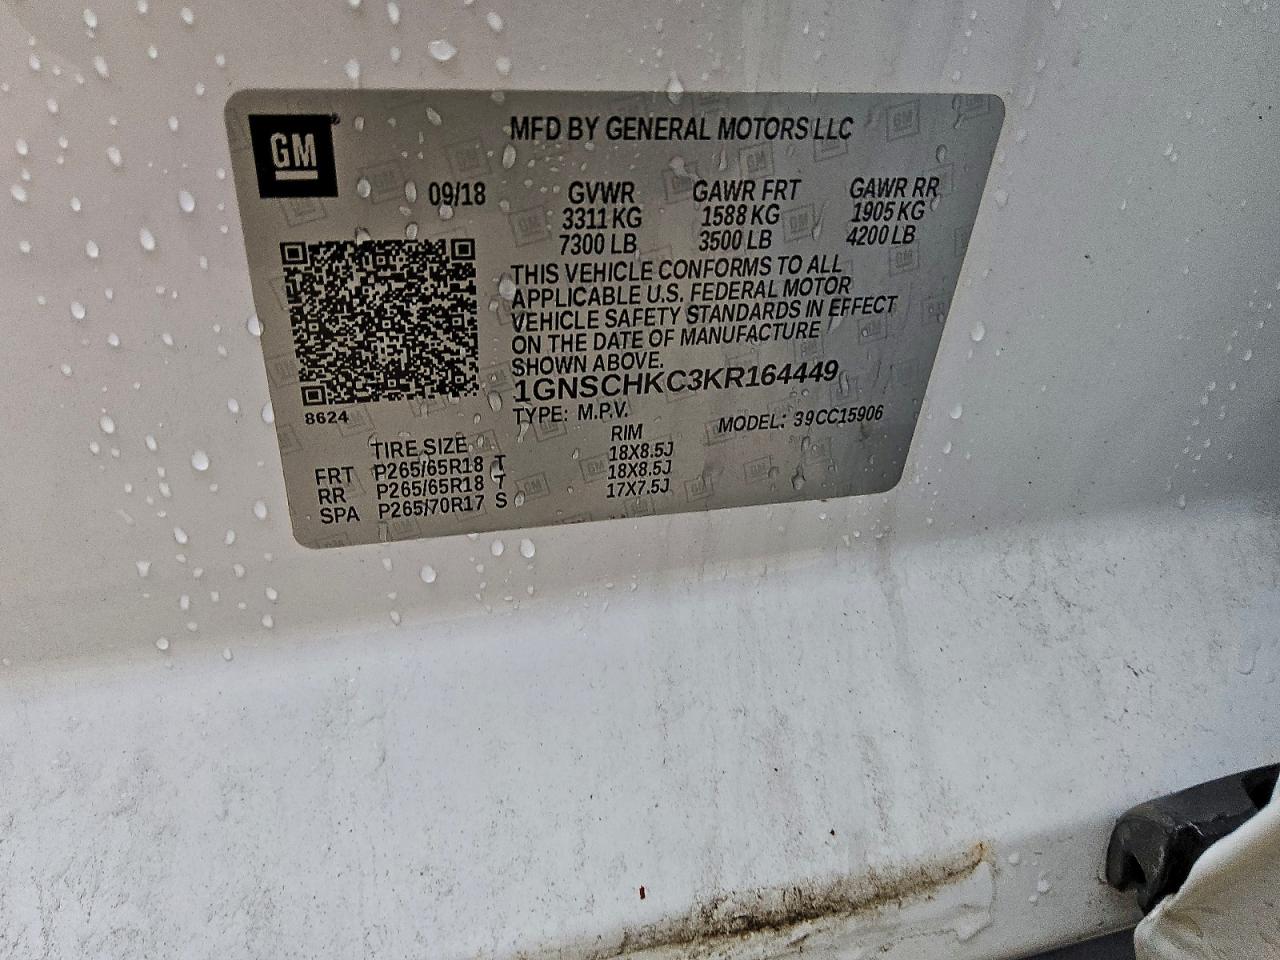 GM
MFD BY GENERAL MOTORS LLC
09/18 GVWR GAWR FRT GAWR RR
3311 KG 1588 KG 1905 KG
7300 LB 3500 LB 4200 LB
THIS VEHICLE CONFORMS TO ALL
APPLICABLE U.S. FEDERAL MOTOR
VEHICLE SAFETY STANDARDS IN EFFECT
ON THE DATE OF MANUFACTURE
SHOWN ABOVE.
1GNSCHKC3KR164449
8624
TYPE: M.P.V. MODEL: 39CC15906
TIRE SIZE RIM
FRT P265/65R18 T 18X8.5J
RR P265/65R18 T 18X8.5J
SPA P265/70R17 S 17X7.5J